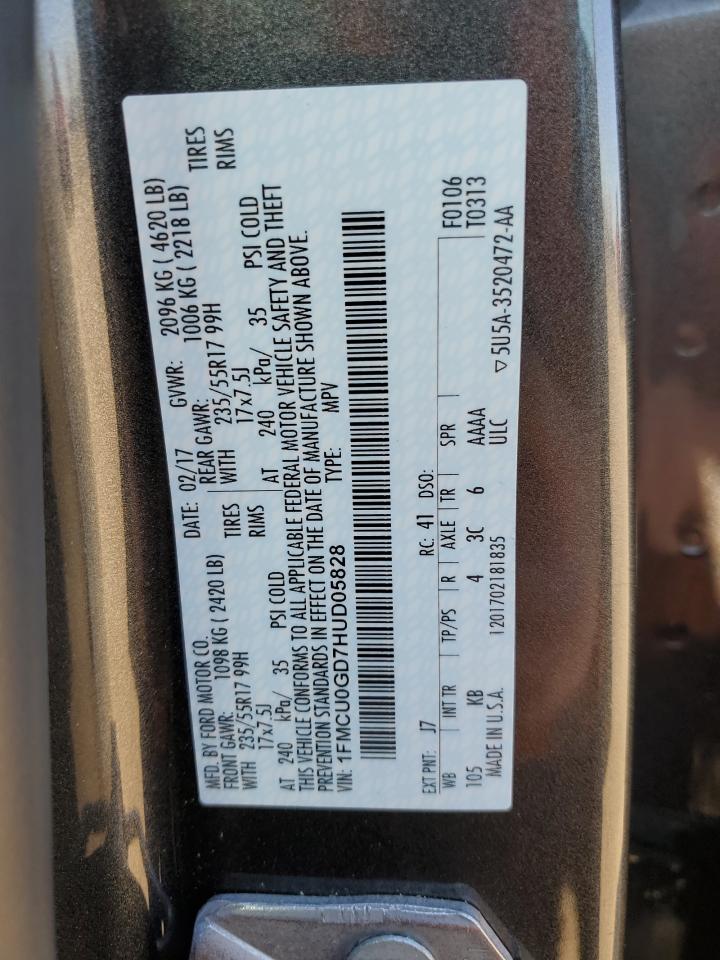 MFD. BY FORD MOTOR CO.
DATE: 02/17 GVWR: 2096 KG ( 4620 LB)
FRONT GAWR: 1098 KG ( 2420 LB) REAR GAWR: 1006 KG ( 2218 LB)
WITH 235/55R17 99H TIRES WITH 235/55R17 99H TIRES
17x7.5J RIMS 17x7.5J RIMS
AT 240 kPa/ 35 PSI COLD AT 240 kPa/ 35 PSI COLD
THIS VEHICLE CONFORMS TO ALL APPLICABLE FEDERAL MOTOR VEHICLE SAFETY AND THEFT
PREVENTION STANDARDS IN EFFECT ON THE DATE OF MANUFACTURE SHOWN ABOVE.
VIN: 1FMCU0GD7HUD05828 TYPE: MPV
EXT PNT: J7 RC: 41 DSO: F0106
WB INT TR TP/PS R AXLE TR SPR T0313
105 KB 4 3C 6 AAAA
MADE IN U.S.A. 1201702181835 ULC ▽5U5A-3520472-AA